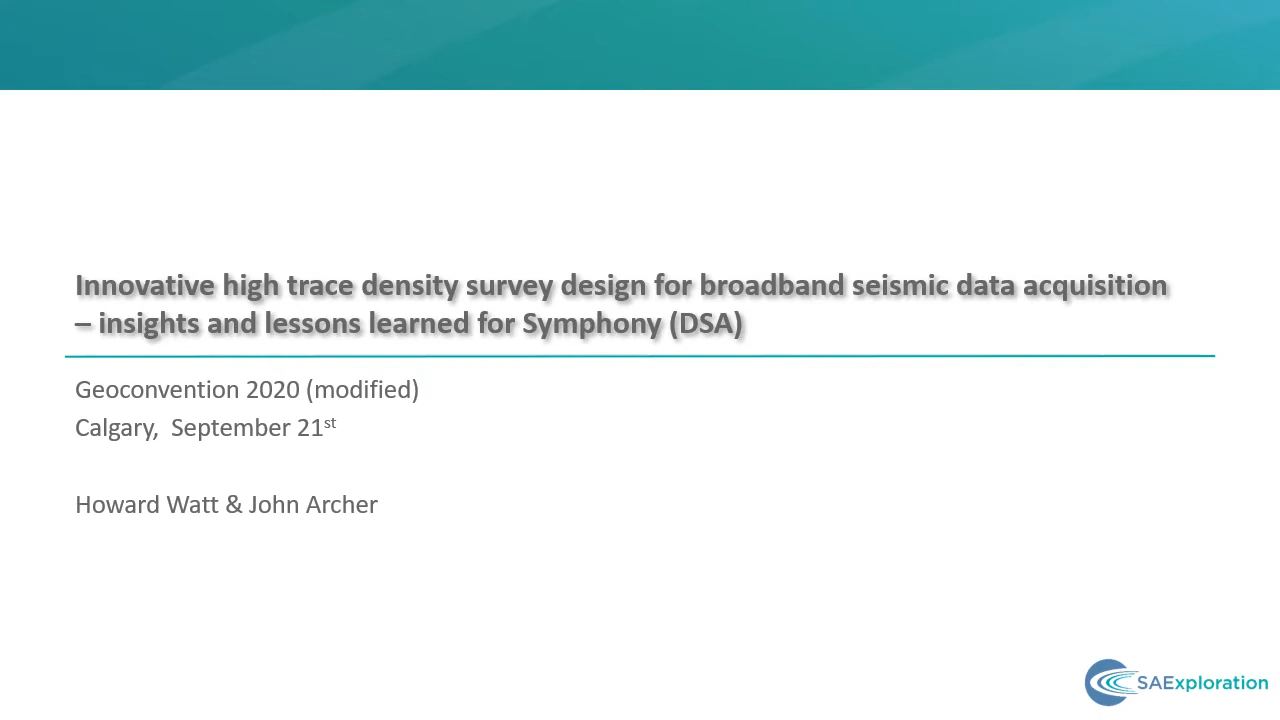 Innovative high trace density survey design for broadband seismic data acquisition
– insights and lessons learned for Symphony (DSA)
Geoconvention 2020 (modified)
Calgary,  September 21st
Howard Watt & John Archer
SAExploration